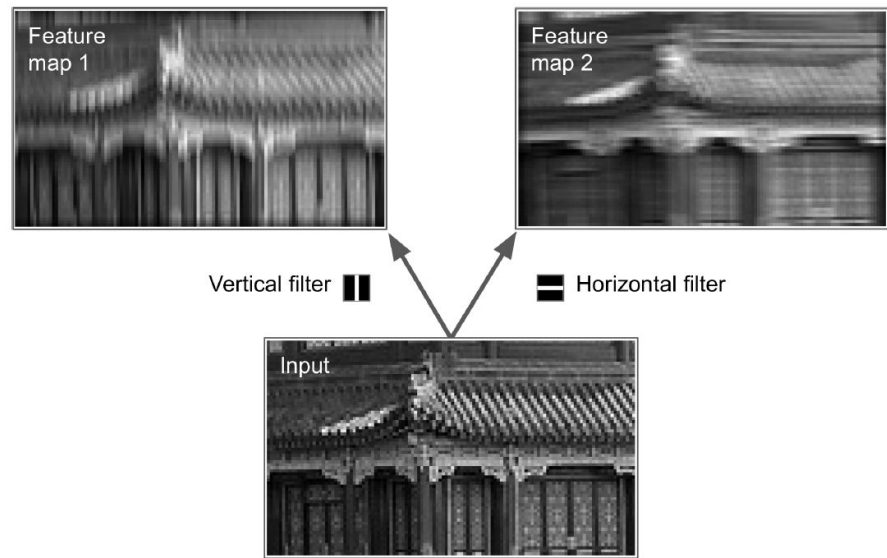 Feature
map 1
Feature
map 2
Vertical filter
Horizontal filter
Input